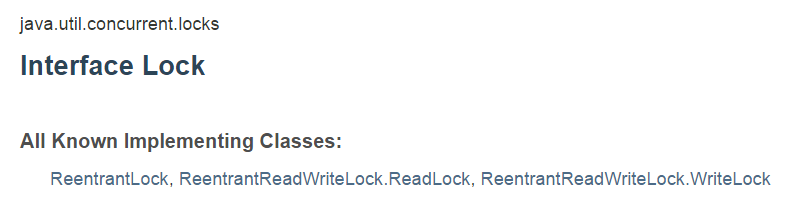 java.util.concurrent.locks
Interface Lock
All Known Implementing Classes:
ReentrantLock, ReentrantReadWriteLock.ReadLock, ReentrantReadWriteLock.WriteLock